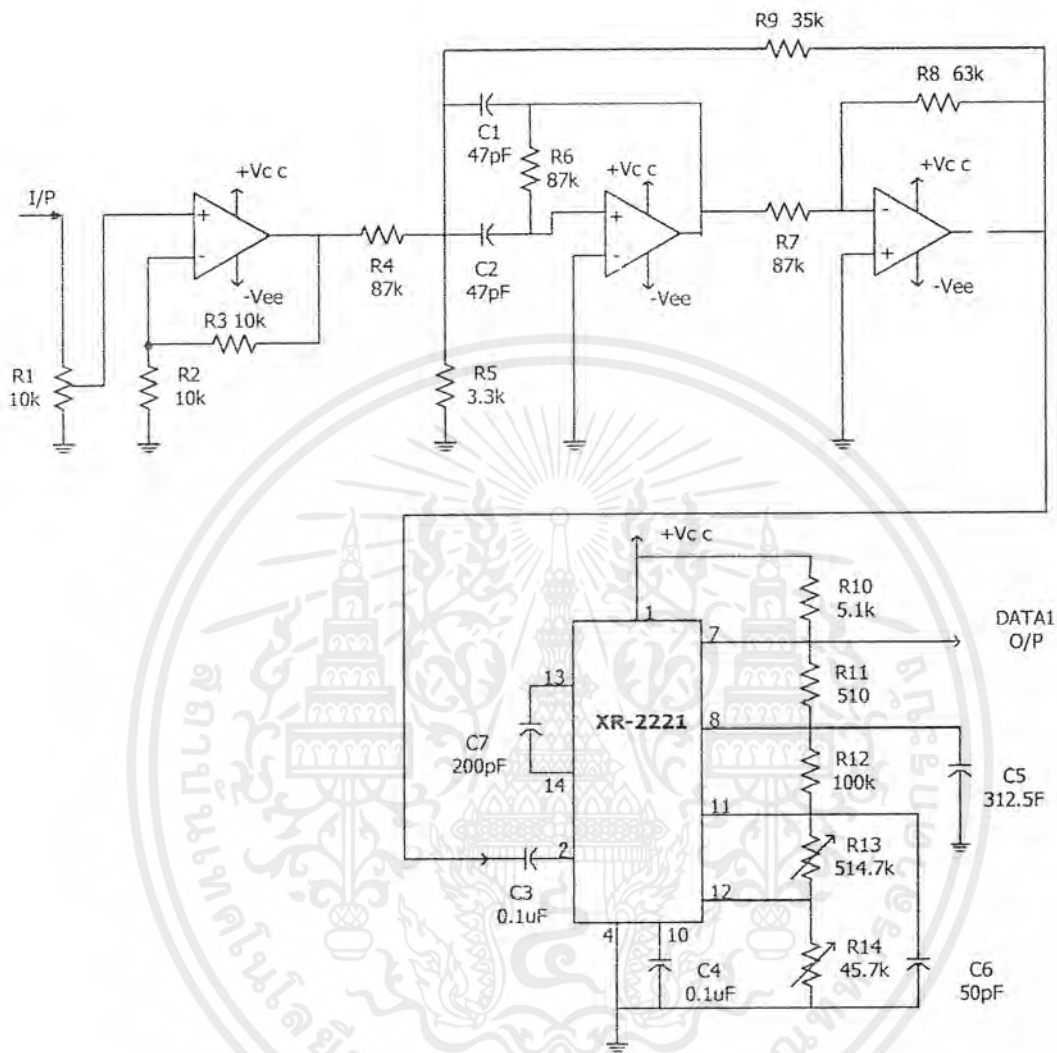 R9 35k
R8 63k
C1
47pF
R6
87k
+Vc c
+Vc c
I/P
+
-
+
-
-
+
R4
87k
C2
47pF
R7
87k
-Vee
-Vee
-Vee
R3 10k
R1
10k
R2
10k
R5
3.3k
+Vc c
R10
5.1k
1
7
DATA1
O/P
R11
510
13
XR-2221
8
C7
200pF
R12
100k
C5
312.5F
14
11
R13
514.7k
2
12
C3
0.1uF
4
10
R14
45.7k
C4
0.1uF
C6
50pF
+Vc c